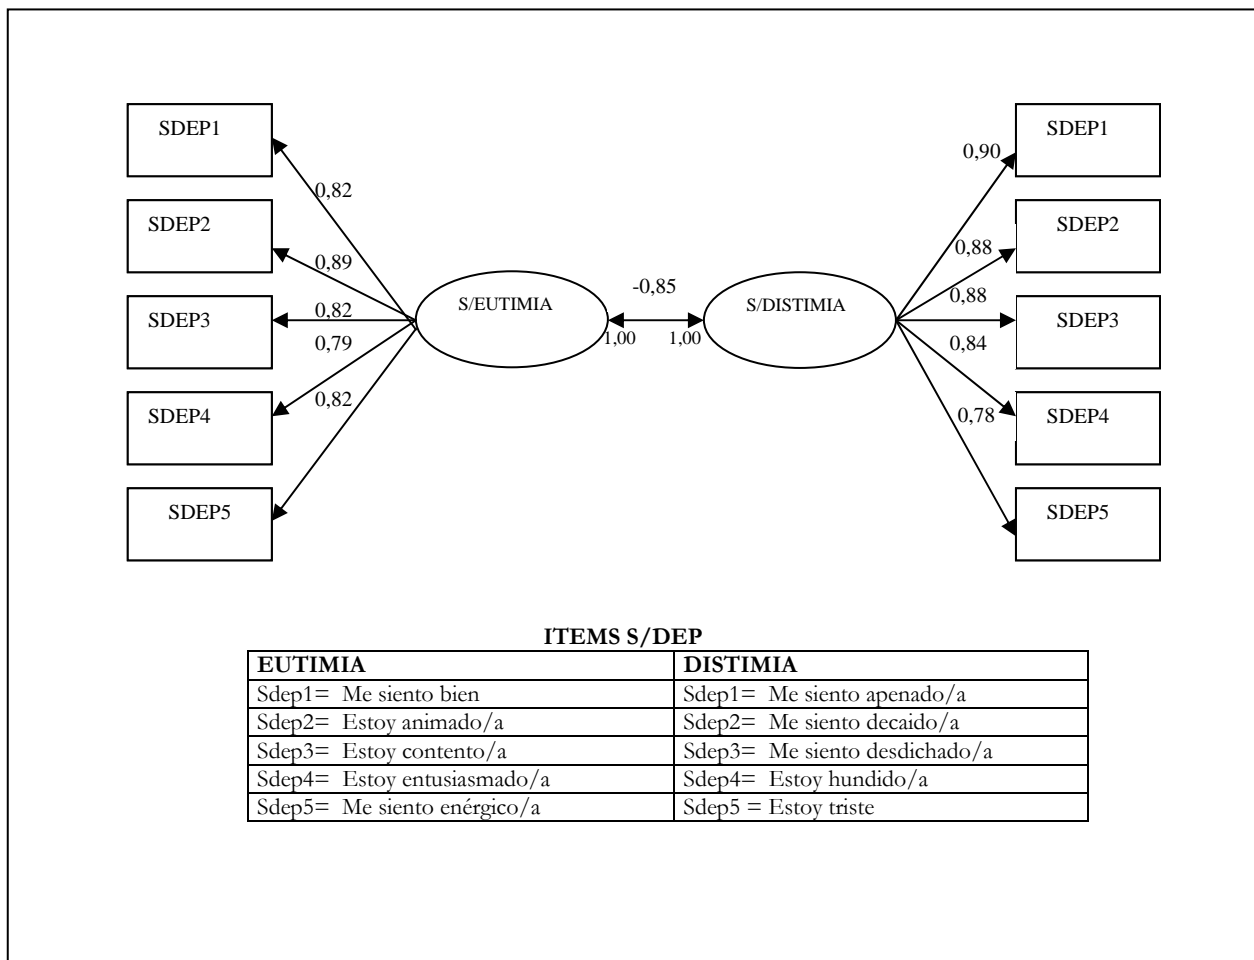 SDEP1
SDEP2
SDEP3
SDEP4
SDEP5
0,82
0,89
0,82
0,79
0,82
S/EUTIMIA
-0,85
1,00 1,00
S/DISTIMIA
0,90
0,88
0,88
0,84
0,78
SDEP1
SDEP2
SDEP3
SDEP4
SDEP5
ITEMS S/DEP
EUTIMIA DISTIMIA
Sdep1= Me siento bien Sdep1= Me siento apenado/a
Sdep2= Estoy animado/a Sdep2= Me siento decaido/a
Sdep3= Estoy contento/a Sdep3= Me siento desdichado/a
Sdep4= Estoy entusiasmado/a Sdep4= Estoy hundido/a
Sdep5= Me siento enérgico/a Sdep5 = Estoy triste